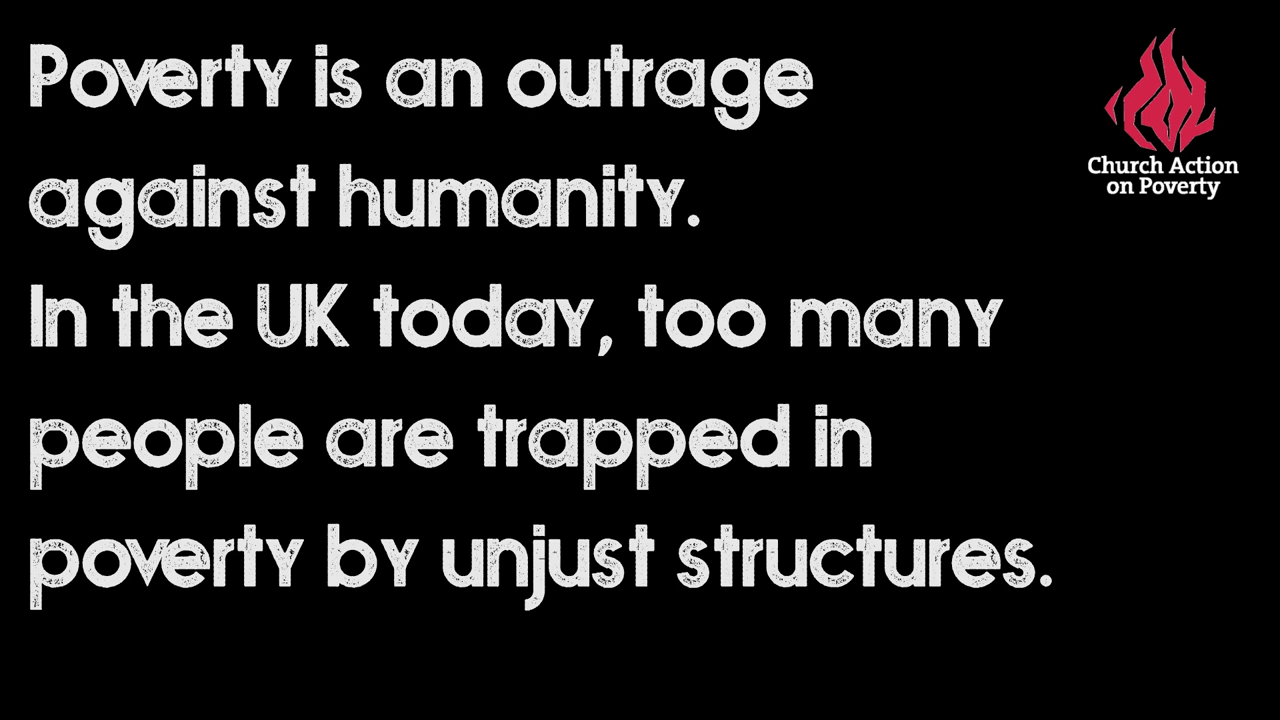 Poverty is an outrage
against humanity.
In the UK today, too many
people are trapped in
poverty by unjust structures.
Church Action
on Poverty